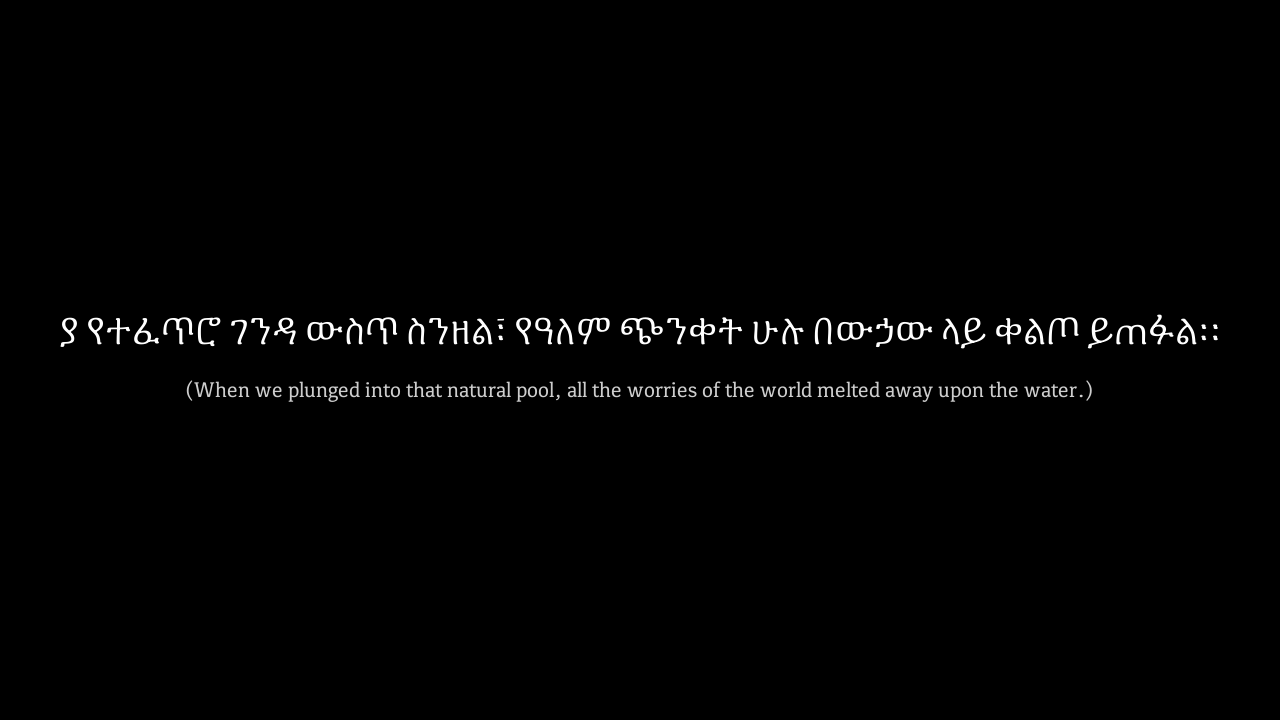 ያ የተፈጥሮ ገንዳ ውስጥ ስንዘል፣ የዓለም ጭንቀት ሁሉ በውኃው ላይ ቀልጦ ይጠፉል፡፡
(When we plunged into that natural pool, all the worries of the world melted away upon the water.)